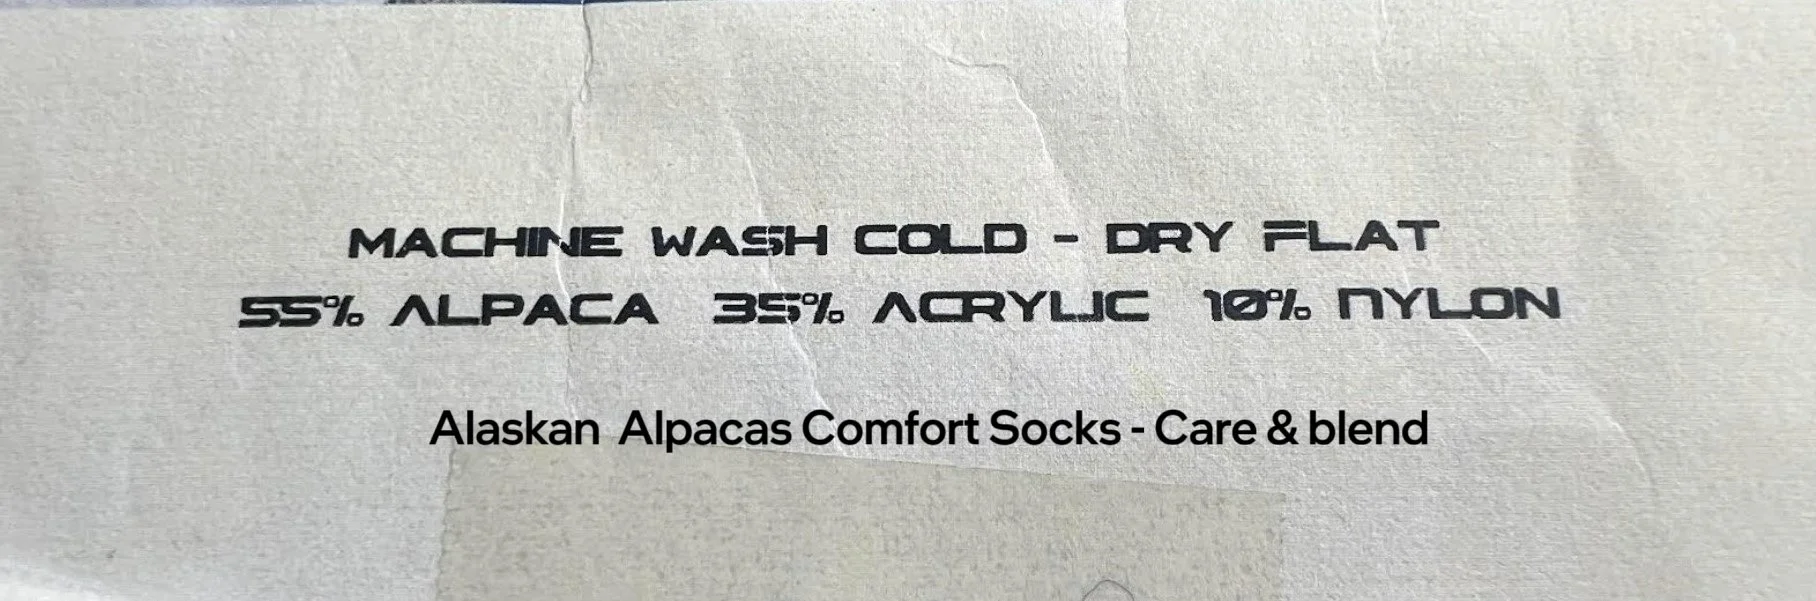 MACHINE WASH COLD - DRY FLAT
55% ALPACA 35% ACRYLIC 10% NYLON
Alaskan Alpacas Comfort Socks - Care & blend